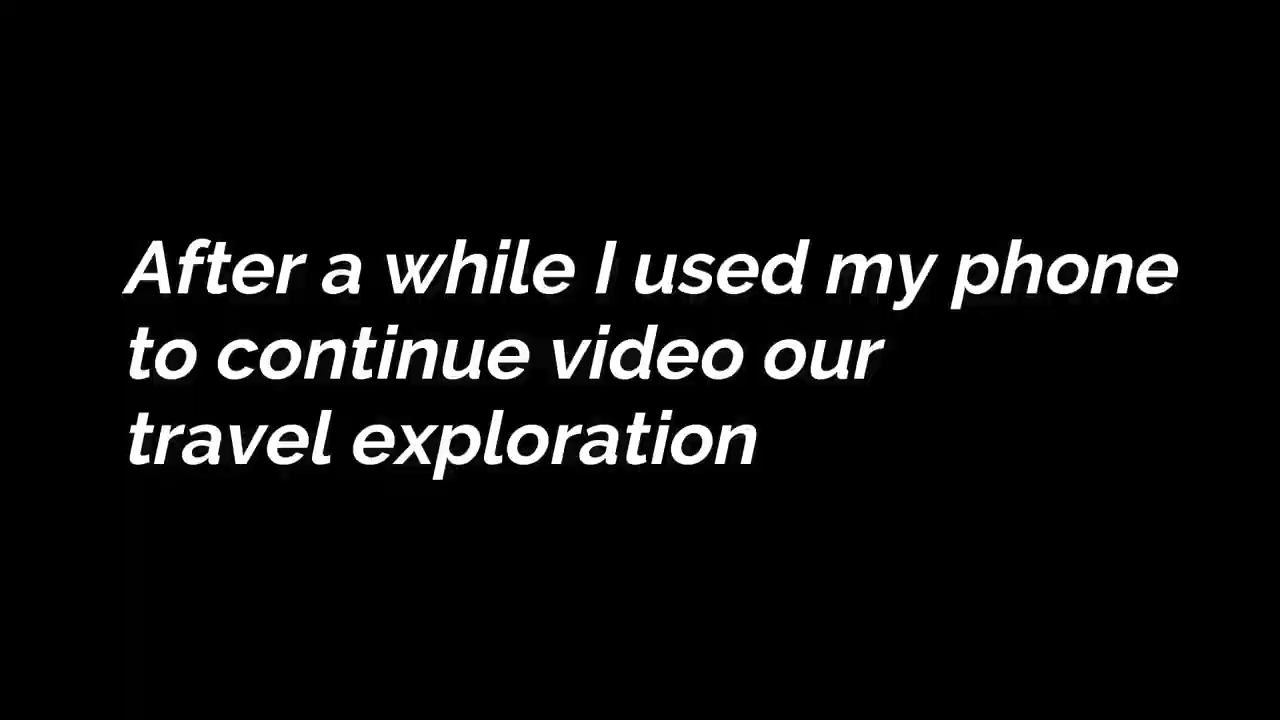 After a while I used my phone
to continue video our
travel exploration